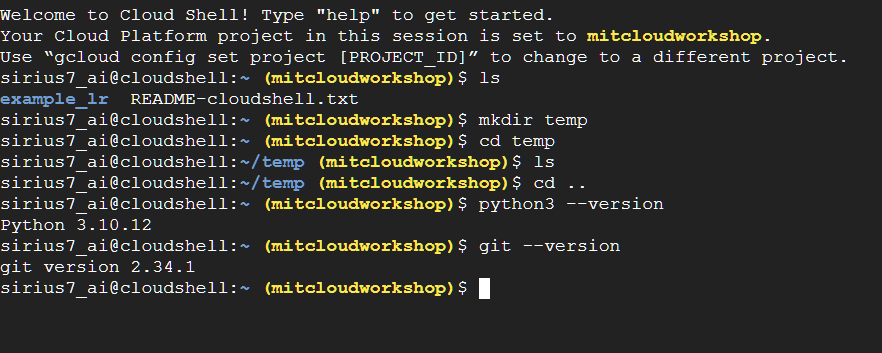 Welcome to Cloud Shell! Type "help" to get started.
Your Cloud Platform project in this session is set to mitcloudworkshop.
Use “gcloud config set project [PROJECT_ID]” to change to a different project.
sirius7_ai@cloudshell:~ (mitcloudworkshop)$ ls
example_lr  README-cloudshell.txt
sirius7_ai@cloudshell:~ (mitcloudworkshop)$ mkdir temp
sirius7_ai@cloudshell:~ (mitcloudworkshop)$ cd temp
sirius7_ai@cloudshell:~/temp (mitcloudworkshop)$ ls
sirius7_ai@cloudshell:~/temp (mitcloudworkshop)$ cd ..
sirius7_ai@cloudshell:~ (mitcloudworkshop)$ python3 --version
Python 3.10.12
sirius7_ai@cloudshell:~ (mitcloudworkshop)$ git --version
git version 2.34.1
sirius7_ai@cloudshell:~ (mitcloudworkshop)$